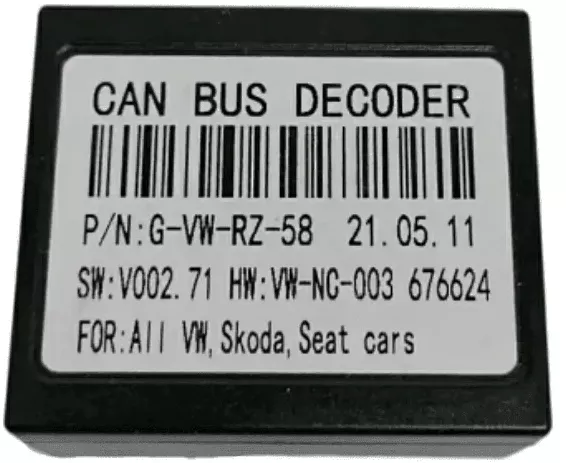 CAN BUS DECODER
P/N:G-VW-RZ-58 21.05.11
SW:V002.71 HW:VW-NC-003 676624
FOR:All VW,Skoda,Seat cars